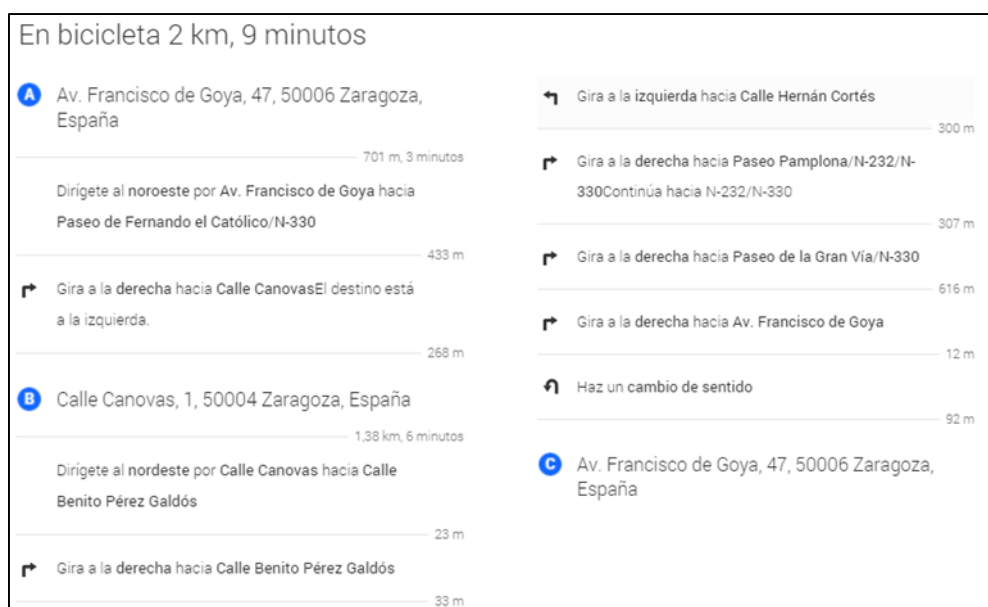 En bicicleta 2 km, 9 minutos
A
Av. Francisco de Goya, 47, 50006 Zaragoza,
España
701 m, 3 minutos
Dirígete al noroeste por Av. Francisco de Goya hacia
Paseo de Fernando el Católico/N-330
433 m
Gira a la derecha hacia Calle CanovasEl destino está
a la izquierda.
268 m
B
Calle Canovas, 1, 50004 Zaragoza, España
1,38 km, 6 minutos
Dirígete al nordeste por Calle Canovas hacia Calle
Benito Pérez Galdós
23 m
Gira a la derecha hacia Calle Benito Pérez Galdós
33 m
Gira a la izquierda hacia Calle Hernán Cortés
300 m
Gira a la derecha hacia Paseo Pamplona/N-232/N-
330Continúa hacia N-232/N-330
307 m
Gira a la derecha hacia Paseo de la Gran Vía/N-330
616 m
Gira a la derecha hacia Av. Francisco de Goya
12 m
Haz un cambio de sentido
92 m
C
Av. Francisco de Goya, 47, 50006 Zaragoza,
España